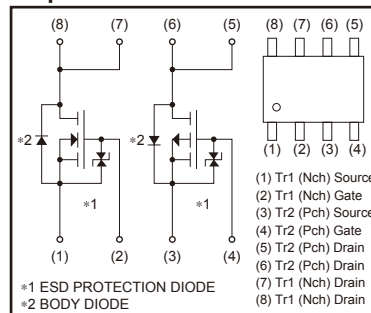 (8) (7) (6) (5)
(8) (7) (6) (5)
∗2
∗2
∗1
∗1
(1) (2) (3) (4)
(1) (2) (3) (4)
(1) Tr1 (Nch) Source
(2) Tr1 (Nch) Gate
(3) Tr2 (Pch) Source
(4) Tr2 (Pch) Gate
(5) Tr2 (Pch) Drain
(6) Tr2 (Pch) Drain
(7) Tr1 (Nch) Drain
(8) Tr1 (Nch) Drain
∗1 ESD PROTECTION DIODE
∗2 BODY DIODE